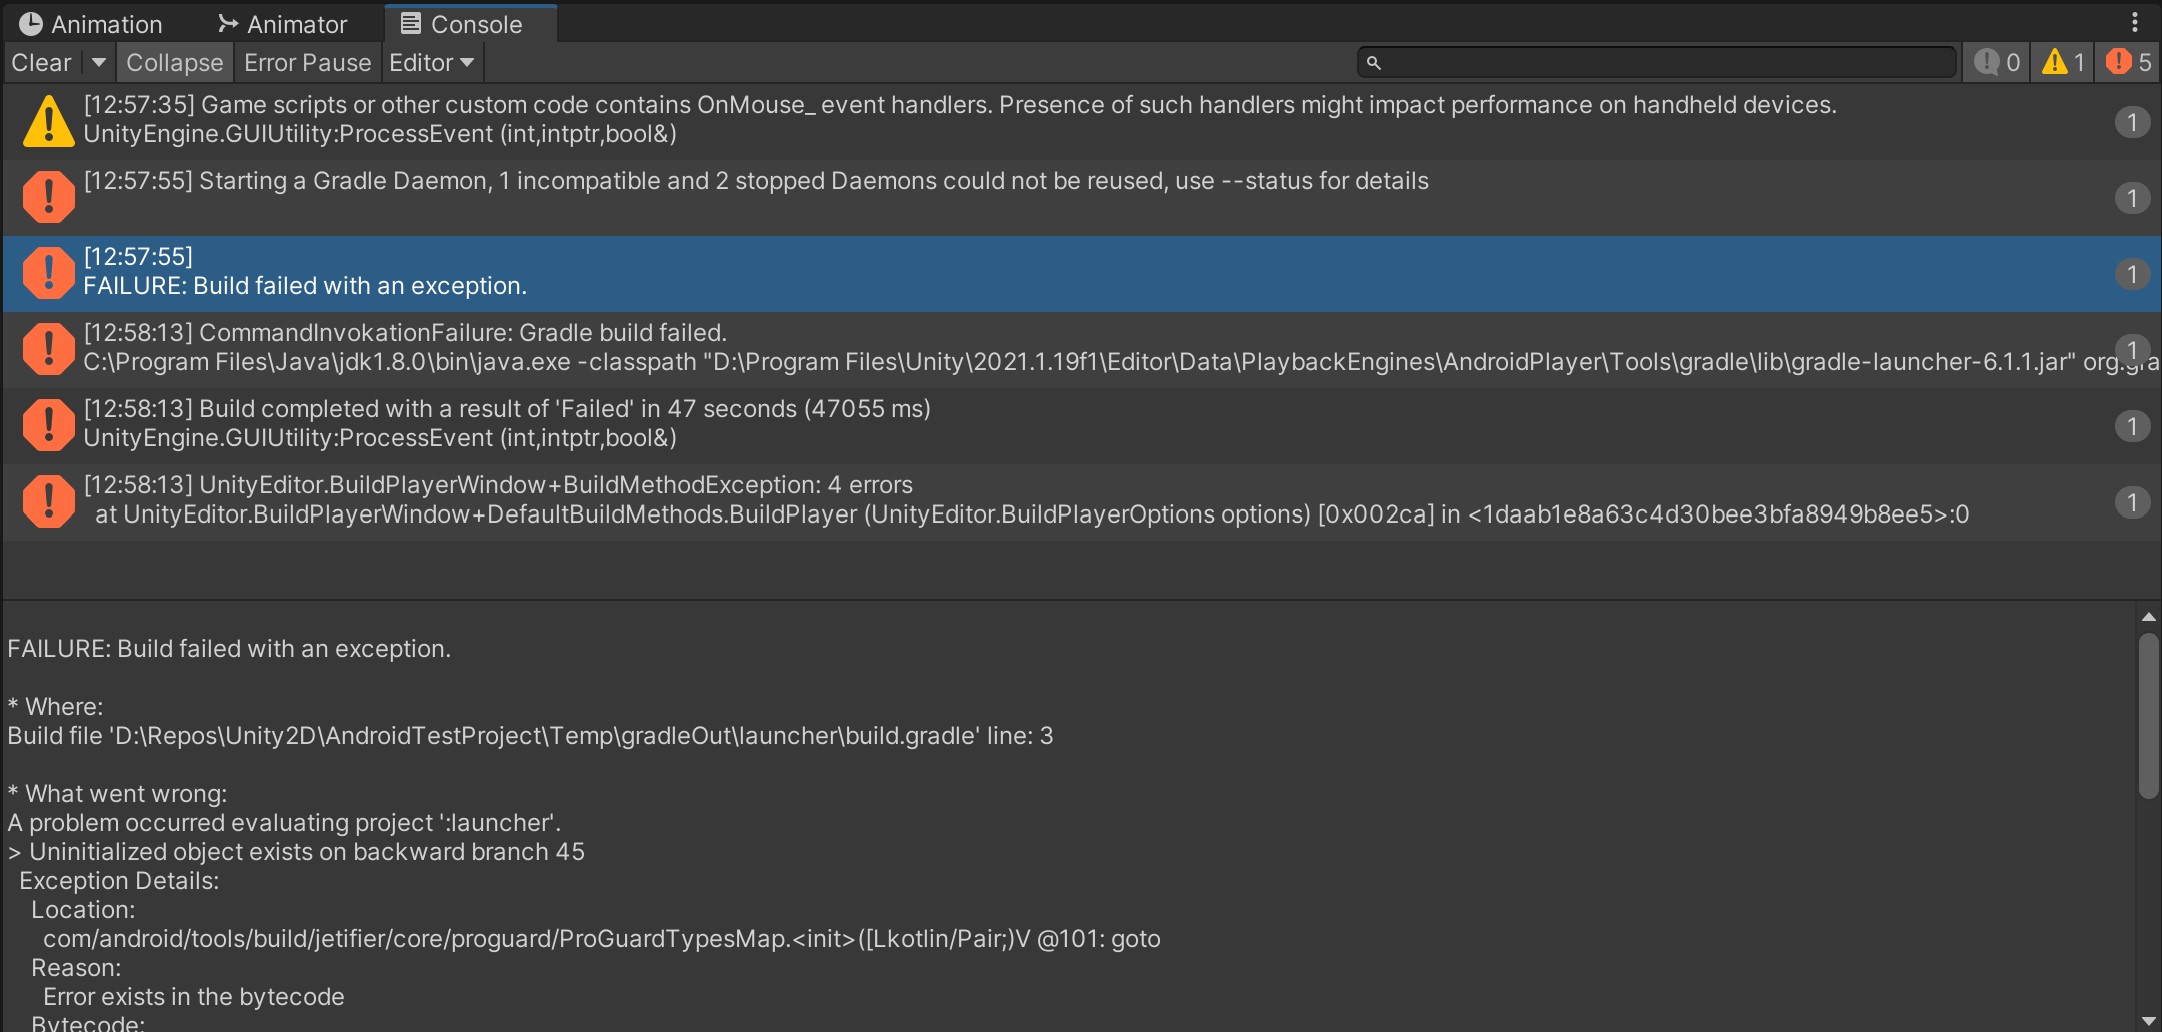 Animation Animator Console
Clear Collapse Error Pause Editor 0 1 5
[12:57:35] Game scripts or other custom code contains OnMouse_ event handlers. Presence of such handlers might impact performance on handheld devices.
UnityEngine.GUIUtility:ProcessEvent (int,intptr,bool&)
1
[12:57:55] Starting a Gradle Daemon, 1 incompatible and 2 stopped Daemons could not be reused, use --status for details
1
[12:57:55]
FAILURE: Build failed with an exception.
1
[12:58:13] CommandInvokationFailure: Gradle build failed.
C:\Program Files\Java\jdk1.8.0\bin\java.exe -classpath "D:\Program Files\Unity\2021.1.19f1\Editor\Data\PlaybackEngines\AndroidPlayer\Tools\gradle\lib\gradle-launcher-6.1.1.jar" org.gra
1
[12:58:13] Build completed with a result of 'Failed' in 47 seconds (47055 ms)
UnityEngine.GUIUtility:ProcessEvent (int,intptr,bool&)
1
[12:58:13] UnityEditor.BuildPlayerWindow+BuildMethodException: 4 errors
at UnityEditor.BuildPlayerWindow+DefaultBuildMethods.BuildPlayer (UnityEditor.BuildPlayerOptions options) [0x002ca] in <1daab1e8a63c4d30bee3bfa8949b8ee5>:0
1
FAILURE: Build failed with an exception.
* Where:
Build file 'D:\Repos\Unity2D\AndroidTestProject\Temp\gradleOut\launcher\build.gradle' line: 3
* What went wrong:
A problem occurred evaluating project ':launcher'.
> Uninitialized object exists on backward branch 45
Exception Details:
Location:
com/android/tools/build/jetifier/core/proguard/ProGuardTypesMap.<init>([Lkotlin/Pair;)V @101: goto
Reason:
Error exists in the bytecode
Bytecode: